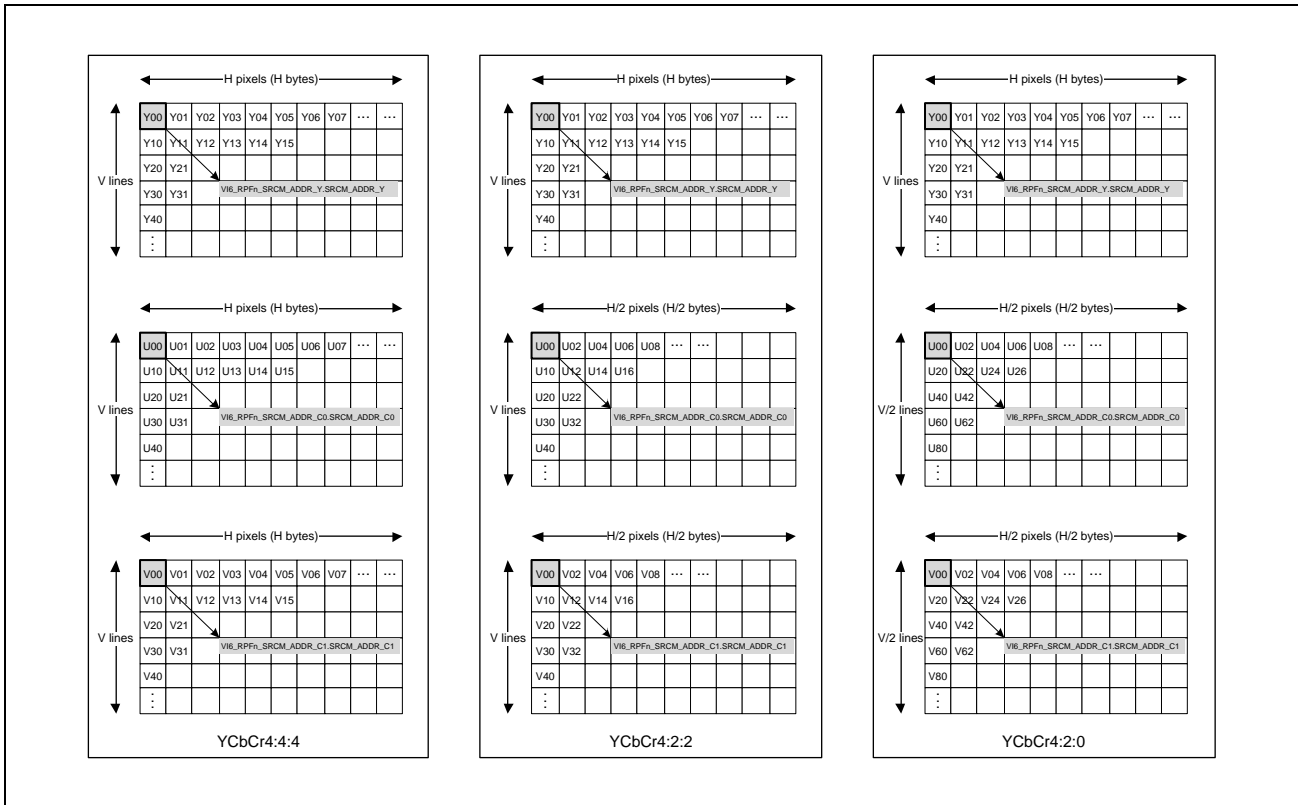 H pixels (H bytes)
V lines
Y00 Y01 Y02 Y03 Y04 Y05 Y06 Y07 ... ...
Y10 Y11 Y12 Y13 Y14 Y15
Y20 Y21
Y30 Y31 VI6_RPFn_SRCM_ADDR_Y.SRCM_ADDR_Y
Y40
⋮
H pixels (H bytes)
V lines
U00 U01 U02 U03 U04 U05 U06 U07 ... ...
U10 U11 U12 U13 U14 U15
U20 U21
U30 U31 VI6_RPFn_SRCM_ADDR_C0.SRCM_ADDR_C0
U40
⋮
H pixels (H bytes)
V lines
V00 V01 V02 V03 V04 V05 V06 V07 ... ...
V10 V11 V12 V13 V14 V15
V20 V21
V30 V31 VI6_RPFn_SRCM_ADDR_C1.SRCM_ADDR_C1
V40
⋮
YCbCr4:4:4
H pixels (H bytes)
V lines
Y00 Y01 Y02 Y03 Y04 Y05 Y06 Y07 ... ...
Y10 Y11 Y12 Y13 Y14 Y15
Y20 Y21
Y30 Y31 VI6_RPFn_SRCM_ADDR_Y.SRCM_ADDR_Y
Y40
⋮
H/2 pixels (H/2 bytes)
V lines
U00 U02 U04 U06 U08 ... ...
U10 U12 U14 U16
U20 U22
U30 U32 VI6_RPFn_SRCM_ADDR_C0.SRCM_ADDR_C0
U40
⋮
H/2 pixels (H/2 bytes)
V lines
V00 V02 V04 V06 V08 ... ...
V10 V12 V14 V16
V20 V22
V30 V32 VI6_RPFn_SRCM_ADDR_C1.SRCM_ADDR_C1
V40
⋮
YCbCr4:2:2
H pixels (H bytes)
V lines
Y00 Y01 Y02 Y03 Y04 Y05 Y06 Y07 ... ...
Y10 Y11 Y12 Y13 Y14 Y15
Y20 Y21
Y30 Y31 VI6_RPFn_SRCM_ADDR_Y.SRCM_ADDR_Y
Y40
⋮
H/2 pixels (H/2 bytes)
V/2 lines
U00 U02 U04 U06 U08 ... ...
U20 U22 U24 U26
U40 U42
U60 U62 VI6_RPFn_SRCM_ADDR_C0.SRCM_ADDR_C0
U80
⋮
H/2 pixels (H/2 bytes)
V/2 lines
V00 V02 V04 V06 V08 ... ...
V20 V22 V24 V26
V40 V42
V60 V62 VI6_RPFn_SRCM_ADDR_C1.SRCM_ADDR_C1
V80
⋮
YCbCr4:2:0